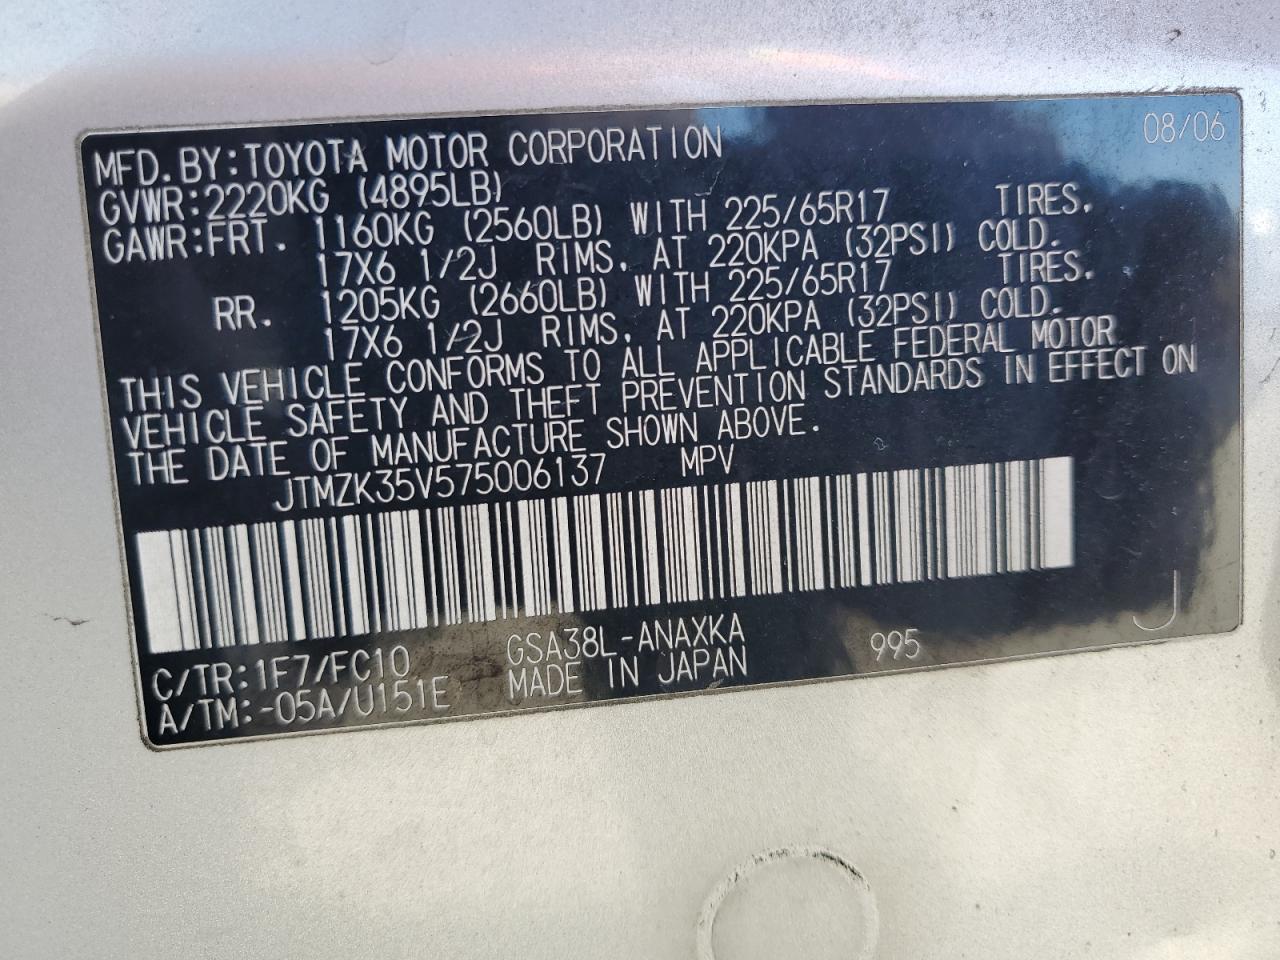 08/06
MFD.BY:TOYOTA MOTOR CORPORATION
GVWR:2220KG (4895LB)
GAWR:FRT. 1160KG (2560LB) WITH 225/65R17 TIRES.
17X6 1/2J RIMS, AT 220KPA (32PSI) COLD.
RR. 1205KG (2660LB) WITH 225/65R17 TIRES.
17X6 1/2J RIMS, AT 220KPA (32PSI) COLD.
THIS VEHICLE CONFORMS TO ALL APPLICABLE FEDERAL MOTOR
VEHICLE SAFETY AND THEFT PREVENTION STANDARDS IN EFFECT ON
THE DATE OF MANUFACTURE SHOWN ABOVE.
JTMZK35V575006137 MPV
C/TR:1F7/FC10 GSA38L-ANAXKA 995 J
A/TM:-05A/U151E MADE IN JAPAN